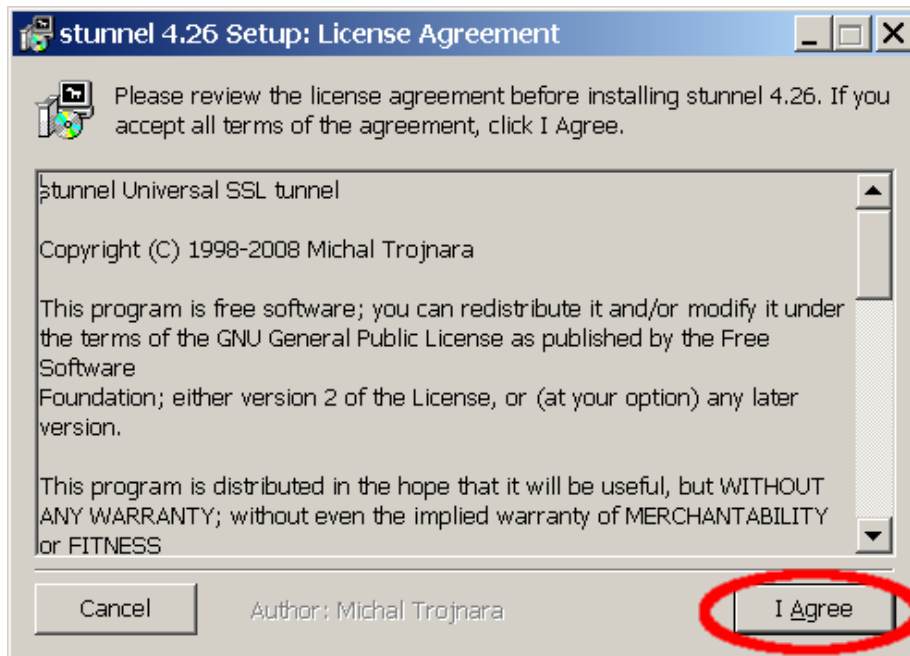 stunnel 4.26 Setup: License Agreement
Please review the license agreement before installing stunnel 4.26. If you
accept all terms of the agreement, click I Agree.
stunnel Universal SSL tunnel
Copyright (C) 1998-2008 Michal Trojnara
This program is free software; you can redistribute it and/or modify it under
the terms of the GNU General Public License as published by the Free
Software
Foundation; either version 2 of the License, or (at your option) any later
version.
This program is distributed in the hope that it will be useful, but WITHOUT
ANY WARRANTY; without even the implied warranty of MERCHANTABILITY
or FITNESS
Cancel Author: Michal Trojnara I Agree